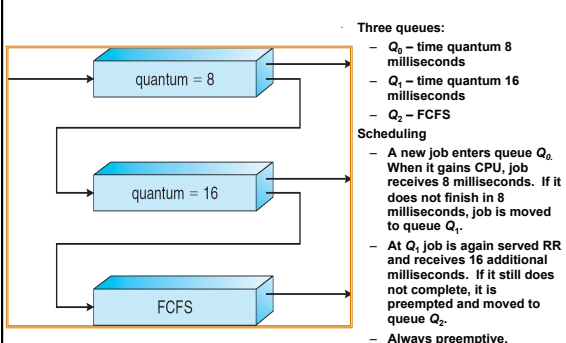 quantum = 8
quantum = 16
FCFS
Three queues:
– Q0 – time quantum 8
milliseconds
– Q1 – time quantum 16
milliseconds
– Q2 – FCFS
Scheduling
– A new job enters queue Q0.
When it gains CPU, job
receives 8 milliseconds. If it
does not finish in 8
milliseconds, job is moved
to queue Q1.
– At Q1 job is again served RR
and receives 16 additional
milliseconds. If it still does
not complete, it is
preempted and moved to
queue Q2.
– Always preemptive.